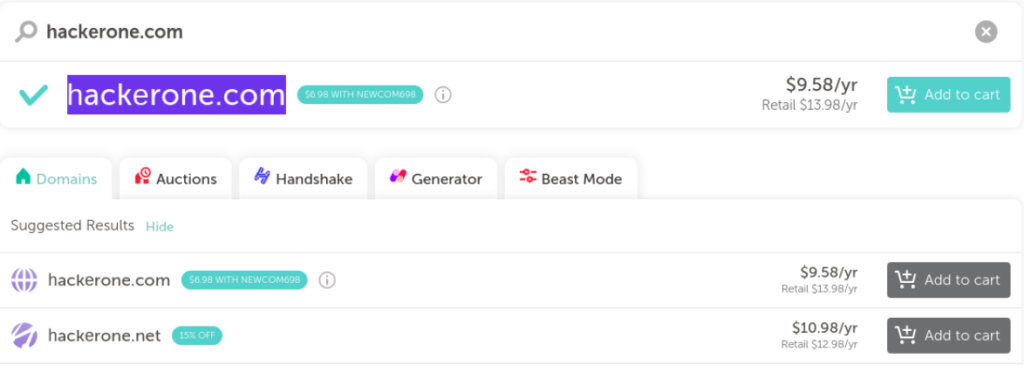 hackerone.com
hackerone.com $6.98 WITH NEWCOM698 $9.58/yr Add to cart
Retail $13.98/yr
Domains Auctions Handshake Generator Beast Mode
Suggested Results Hide
hackerone.com $6.98 WITH NEWCOM698 $9.58/yr Add to cart
Retail $13.98/yr
hackerone.net 15% OFF $10.98/yr Add to cart
Retail $12.98/yr